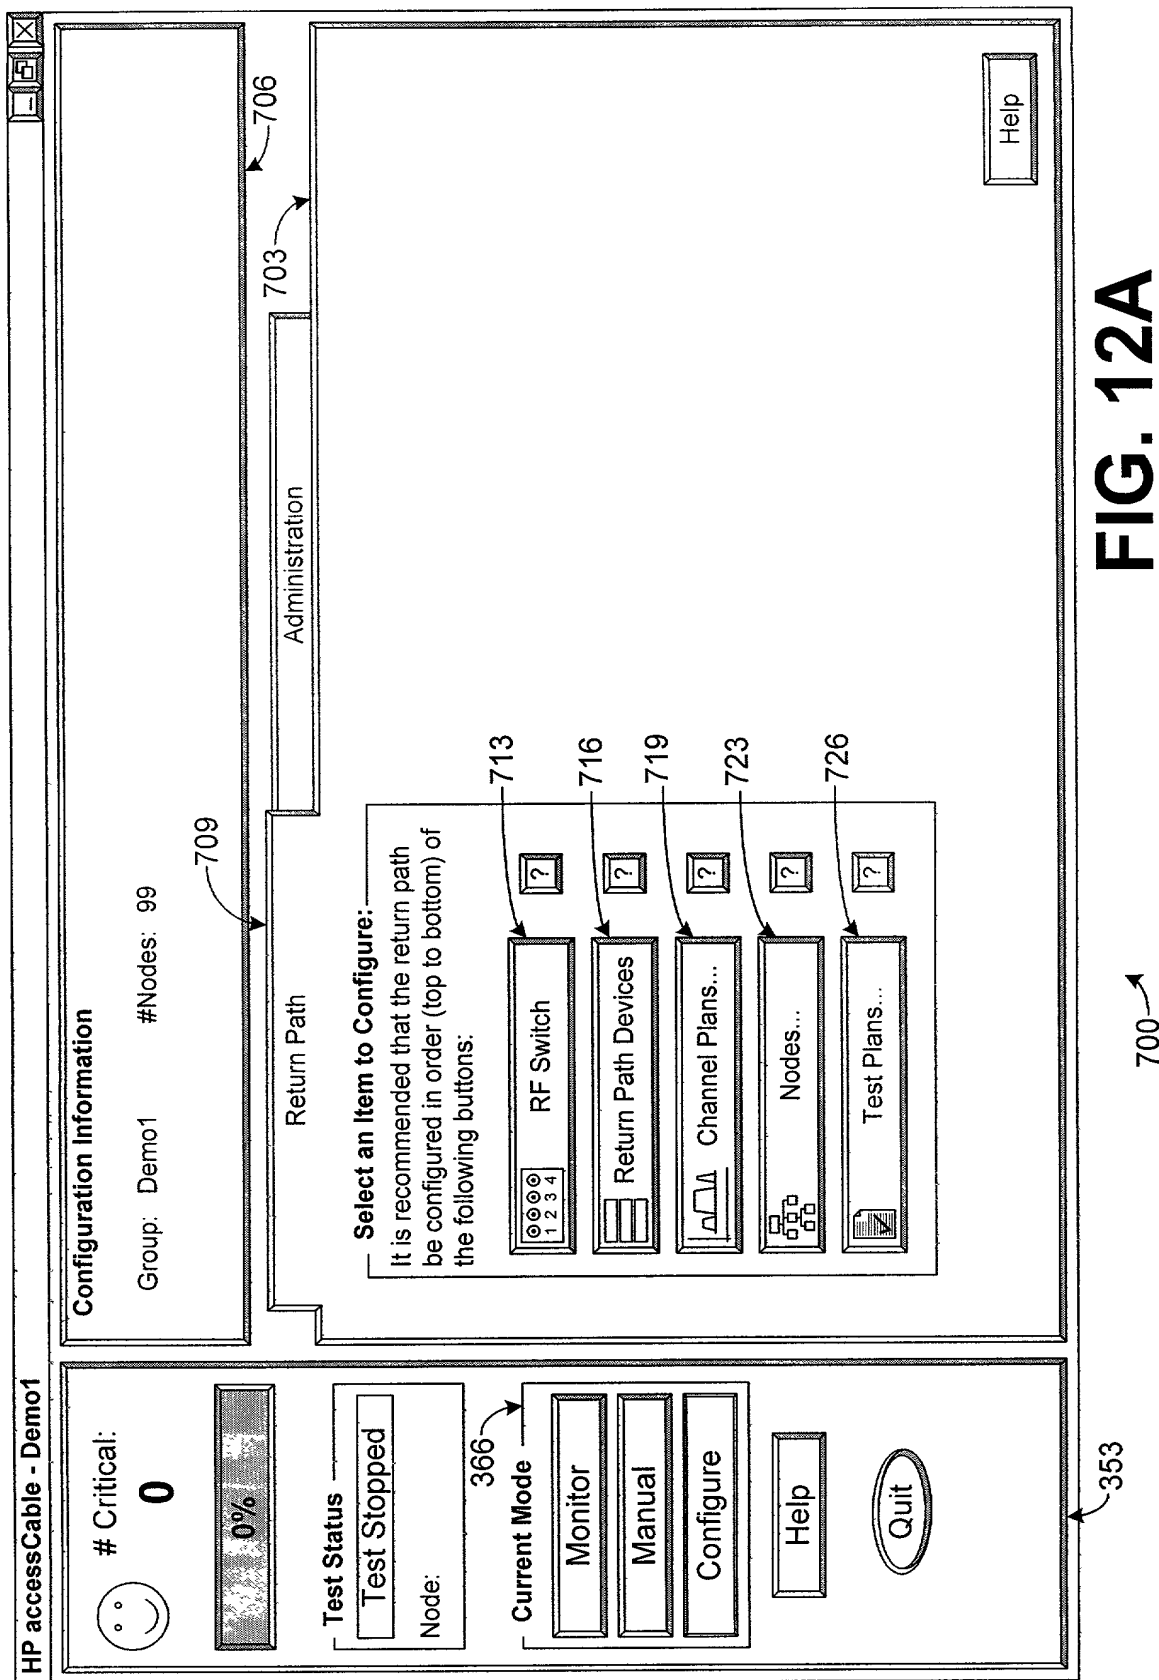 HP accessCable - Demo1
# Critical:
0
0%
Test Status
Test Stopped
Node:
Current Mode
366
Monitor
Manual
Configure
Help
Quit
353
Configuration Information
Group: Demo1 #Nodes: 99
706
709
703
Return Path
Administration
Select an Item to Configure:
It is recommended that the return path
be configured in order (top to bottom) of
the following buttons:
1 2 3 4 RF Switch ? 713
Return Path Devices ? 716
Channel Plans... ? 719
Nodes... ? 723
Test Plans... ? 726
Help
700
FIG. 12A